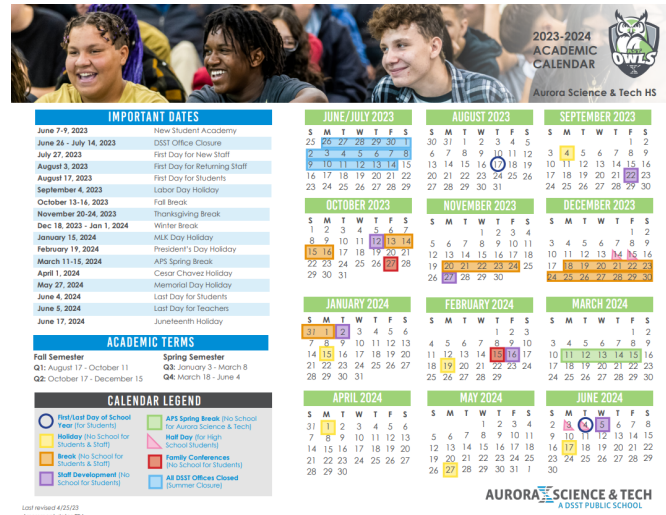 2023-2024
ACADEMIC
CALENDAR
OWLS
Aurora Science & Tech HS
IMPORTANT DATES
June 7-9, 2023 New Student Academy
June 26 - July 14, 2023 DSST Office Closure
July 27, 2023 First Day for New Staff
August 3, 2023 First Day for Returning Staff
August 17, 2023 First Day for Students
September 4, 2023 Labor Day Holiday
October 13-16, 2023 Fall Break
November 20-24, 2023 Thanksgiving Break
Dec 18, 2023 - Jan 1, 2024 Winter Break
January 15, 2024 MLK Day Holiday
February 19, 2024 President's Day Holiday
March 11-15, 2024 APS Spring Break
April 1, 2024 Cesar Chavez Holiday
May 27, 2024 Memorial Day Holiday
June 4, 2024 Last Day for Students
June 5, 2024 Last Day for Teachers
June 17, 2024 Juneteenth Holiday
ACADEMIC TERMS
Fall Semester
Q1: August 17 - October 11
Q2: October 17 - December 15
Spring Semester
Q3: January 3 - March 8
Q4: March 18 - June 4
CALENDAR LEGEND
First/Last Day of School
Year (for Students)
Holiday (No School for
Students & Staff)
Break (No School for
Students & Staff)
Staff Development (No
School for Students)
APS Spring Break (No School
for Aurora Science & Tech)
Half Day (for High
School Students)
Family Conferences
(No School for Students)
All DSST Offices Closed
(Summer Closure)
Last revised 4/25/23
JUNE/JULY 2023
S M T W T F S
25 26 27 28 29 30 1
2 3 4 5 6 7 8
9 10 11 12 13 14 15
16 17 18 19 20 21 22
23 24 25 26 27 28 29
AUGUST 2023
S M T W T F S
30 31 1 2 3 4 5
6 7 8 9 10 11 12
13 14 15 16 17 18 19
20 21 22 23 24 25 26
27 28 29 30 31
SEPTEMBER 2023
S M T W T F S
1 2
3 4 5 6 7 8 9
10 11 12 13 14 15 16
17 18 19 20 21 22 23
24 25 26 27 28 29 30
OCTOBER 2023
S M T W T F S
1 2 3 4 5 6 7
8 9 10 11 12 13 14
15 16 17 18 19 20 21
22 23 24 25 26 27 28
29 30 31
NOVEMBER 2023
S M T W T F S
1 2 3 4
5 6 7 8 9 10 11
12 13 14 15 16 17 18
19 20 21 22 23 24 25
26 27 28 29 30
DECEMBER 2023
S M T W T F S
1 2
3 4 5 6 7 8 9
10 11 12 13 14 15 16
17 18 19 20 21 22 23
24 25 26 27 28 29 30
JANUARY 2024
S M T W T F S
31 1 2 3 4 5 6
7 8 9 10 11 12 13
14 15 16 17 18 19 20
21 22 23 24 25 26 27
28 29 30 31
FEBRUARY 2024
S M T W T F S
1 2 3
4 5 6 7 8 9 10
11 12 13 14 15 16 17
18 19 20 21 22 23 24
25 26 27 28 29
MARCH 2024
S M T W T F S
1 2
3 4 5 6 7 8 9
10 11 12 13 14 15 16
17 18 19 20 21 22 23
24 25 26 27 28 29 30
APRIL 2024
S M T W T F S
31 1 2 3 4 5 6
7 8 9 10 11 12 13
14 15 16 17 18 19 20
21 22 23 24 25 26 27
28 29 30
MAY 2024
S M T W T F S
1 2 3 4
5 6 7 8 9 10 11
12 13 14 15 16 17 18
19 20 21 22 23 24 25
26 27 28 29 30 31 1
JUNE 2024
S M T W T F S
2 3 4 5 6 7 8
9 10 11 12 13 14 15
16 17 18 19 20 21 22
23 24 25 26 27 28 29
AURORA SCIENCE & TECH
A DSST PUBLIC SCHOOL